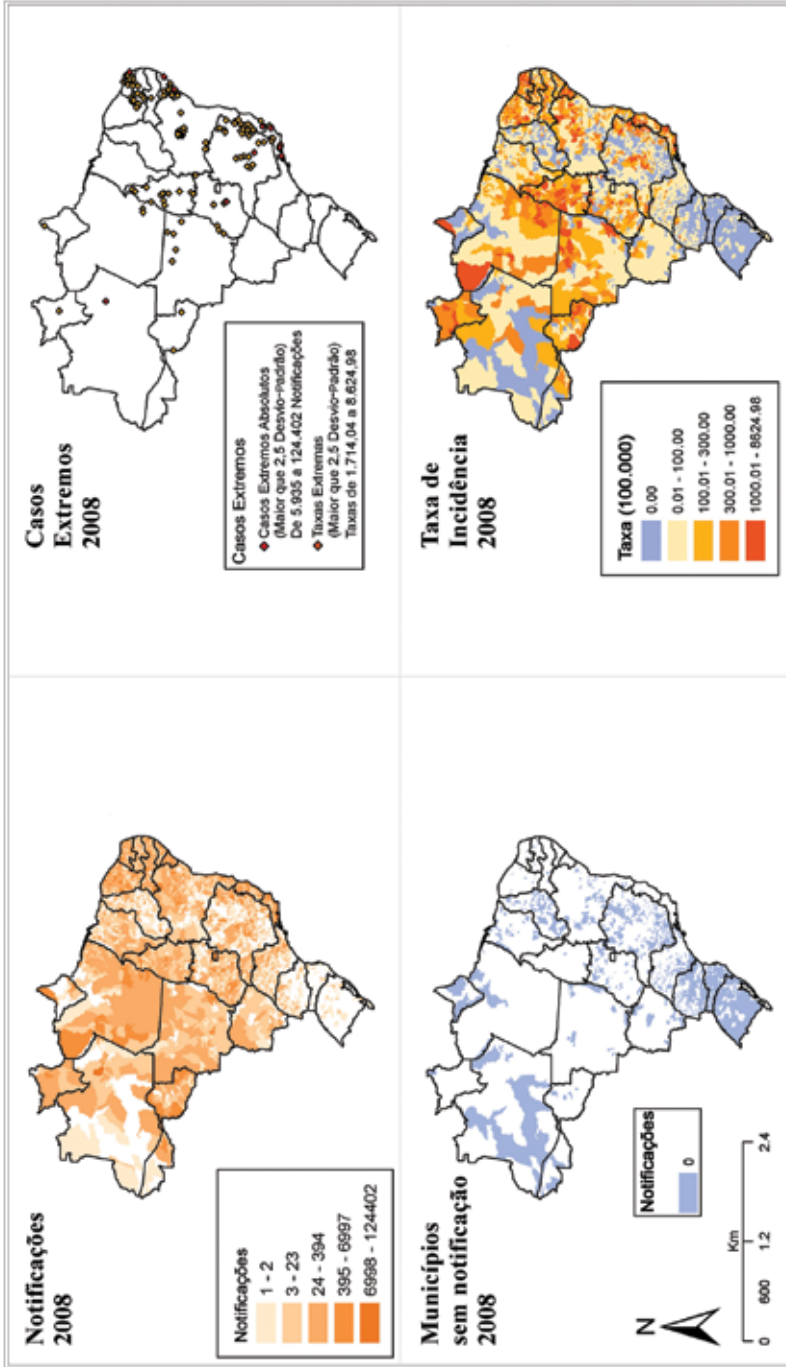 Notificações
2008
Notificações
1 - 2
3 - 23
24 - 394
395 - 6997
6998 - 124402
Casos
Extremos
2008
Casos Extremos
Casos Extremos Absolutos
(Maior que 2,5 Desvio-Padrão)
De 5.935 a 124.402 Notificações
Taxas Extremas
(Maior que 2,5 Desvio-Padrão)
Taxas de 1.714,04 a 8.624,98
Municípios
sem notificação
2008
Notificações
0
N
Km
0 600 1.2 2.4
Taxa de
Incidência
2008
Taxa (100.000)
0.00
0.01 - 100.00
100.01 - 300.00
300.01 - 1000.00
1000.01 - 8624.98